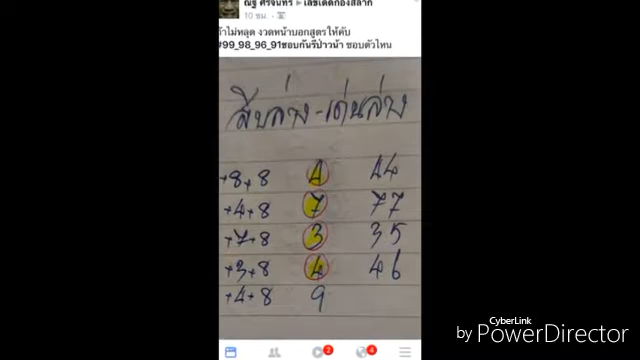 ณัฐ ศรีจันทร์ ▸ เลขเด็ดกองสลาก
10 ชม.
ถ้าไม่หลุด งวดหน้าบอกสูตรให้คับ
#99_98_96_91ชอบกันรึป่าวน้า ชอบตัวไหน
สิบล่าง-เด่นล่าง
+8+8 4 44
+4+8 7 77
+7+8 3 35
+3+8 4 46
+4+8 9
2 4
CyberLink
by PowerDirector